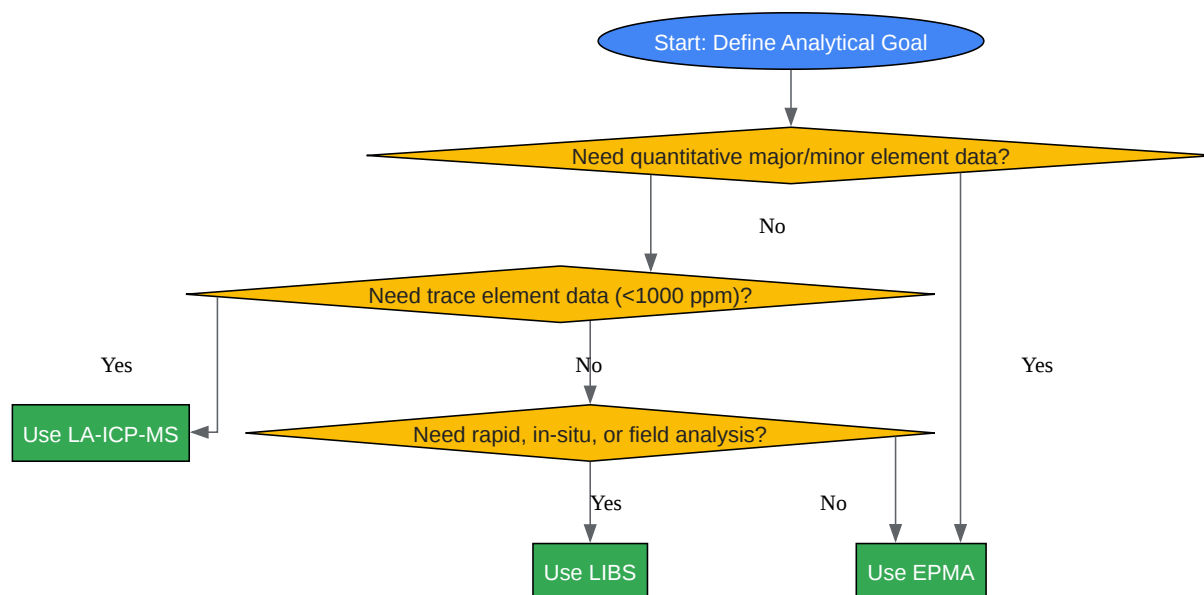 Start: Define Analytical Goal
Need quantitative major/minor element data?
No
Need trace element data (<1000 ppm)?
Yes
No
Yes
Use LA-ICP-MS
Need rapid, in-situ, or field analysis?
Yes
No
Use LIBS
Use EPMA